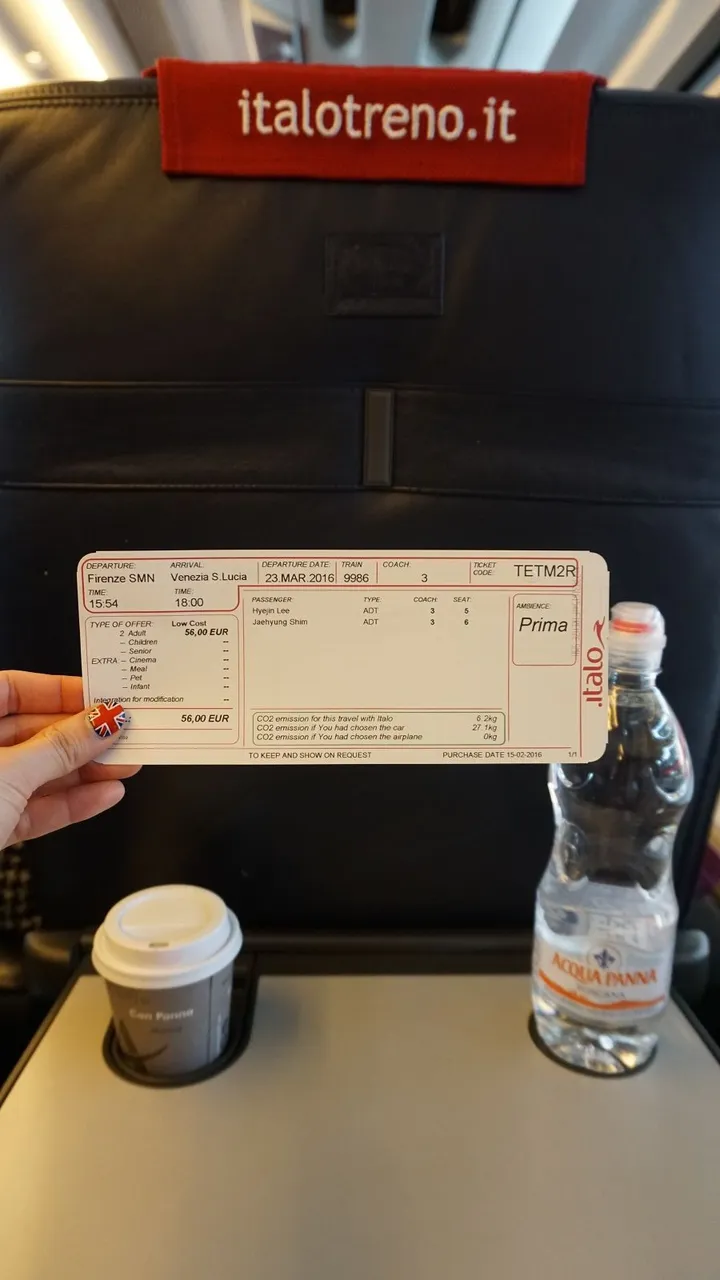 italotreno.it
DEPARTURE: ARRIVAL: DEPARTURE DATE: TRAIN COACH: TICKET CODE: TETM2R
Firenze SMN Venezia S.Lucia 23.MAR.2016 9986 3
TIME: TIME:
15:54 18:00
PASSENGER: TYPE: COACH: SEAT:
Hyejin Lee ADT 3 5
Jaehyung Shim ADT 3 6
AMBIENCE:
Prima
TYPE OF OFFER: Low Cost
2 Adult 56,00 EUR
– Children --
– Senior --
EXTRA – Cinema --
– Meal --
– Pet --
– Infant --
Integration for modification --
56,00 EUR
CO2 emission for this travel with Italo 6.2kg
CO2 emission if You had chosen the car 27.1kg
CO2 emission if You had chosen the airplane 0kg
TO KEEP AND SHOW ON REQUEST PURCHASE DATE 15-02-2016 1/1
.italo
Con Panna
ACQUA PANNA
TOSCANA